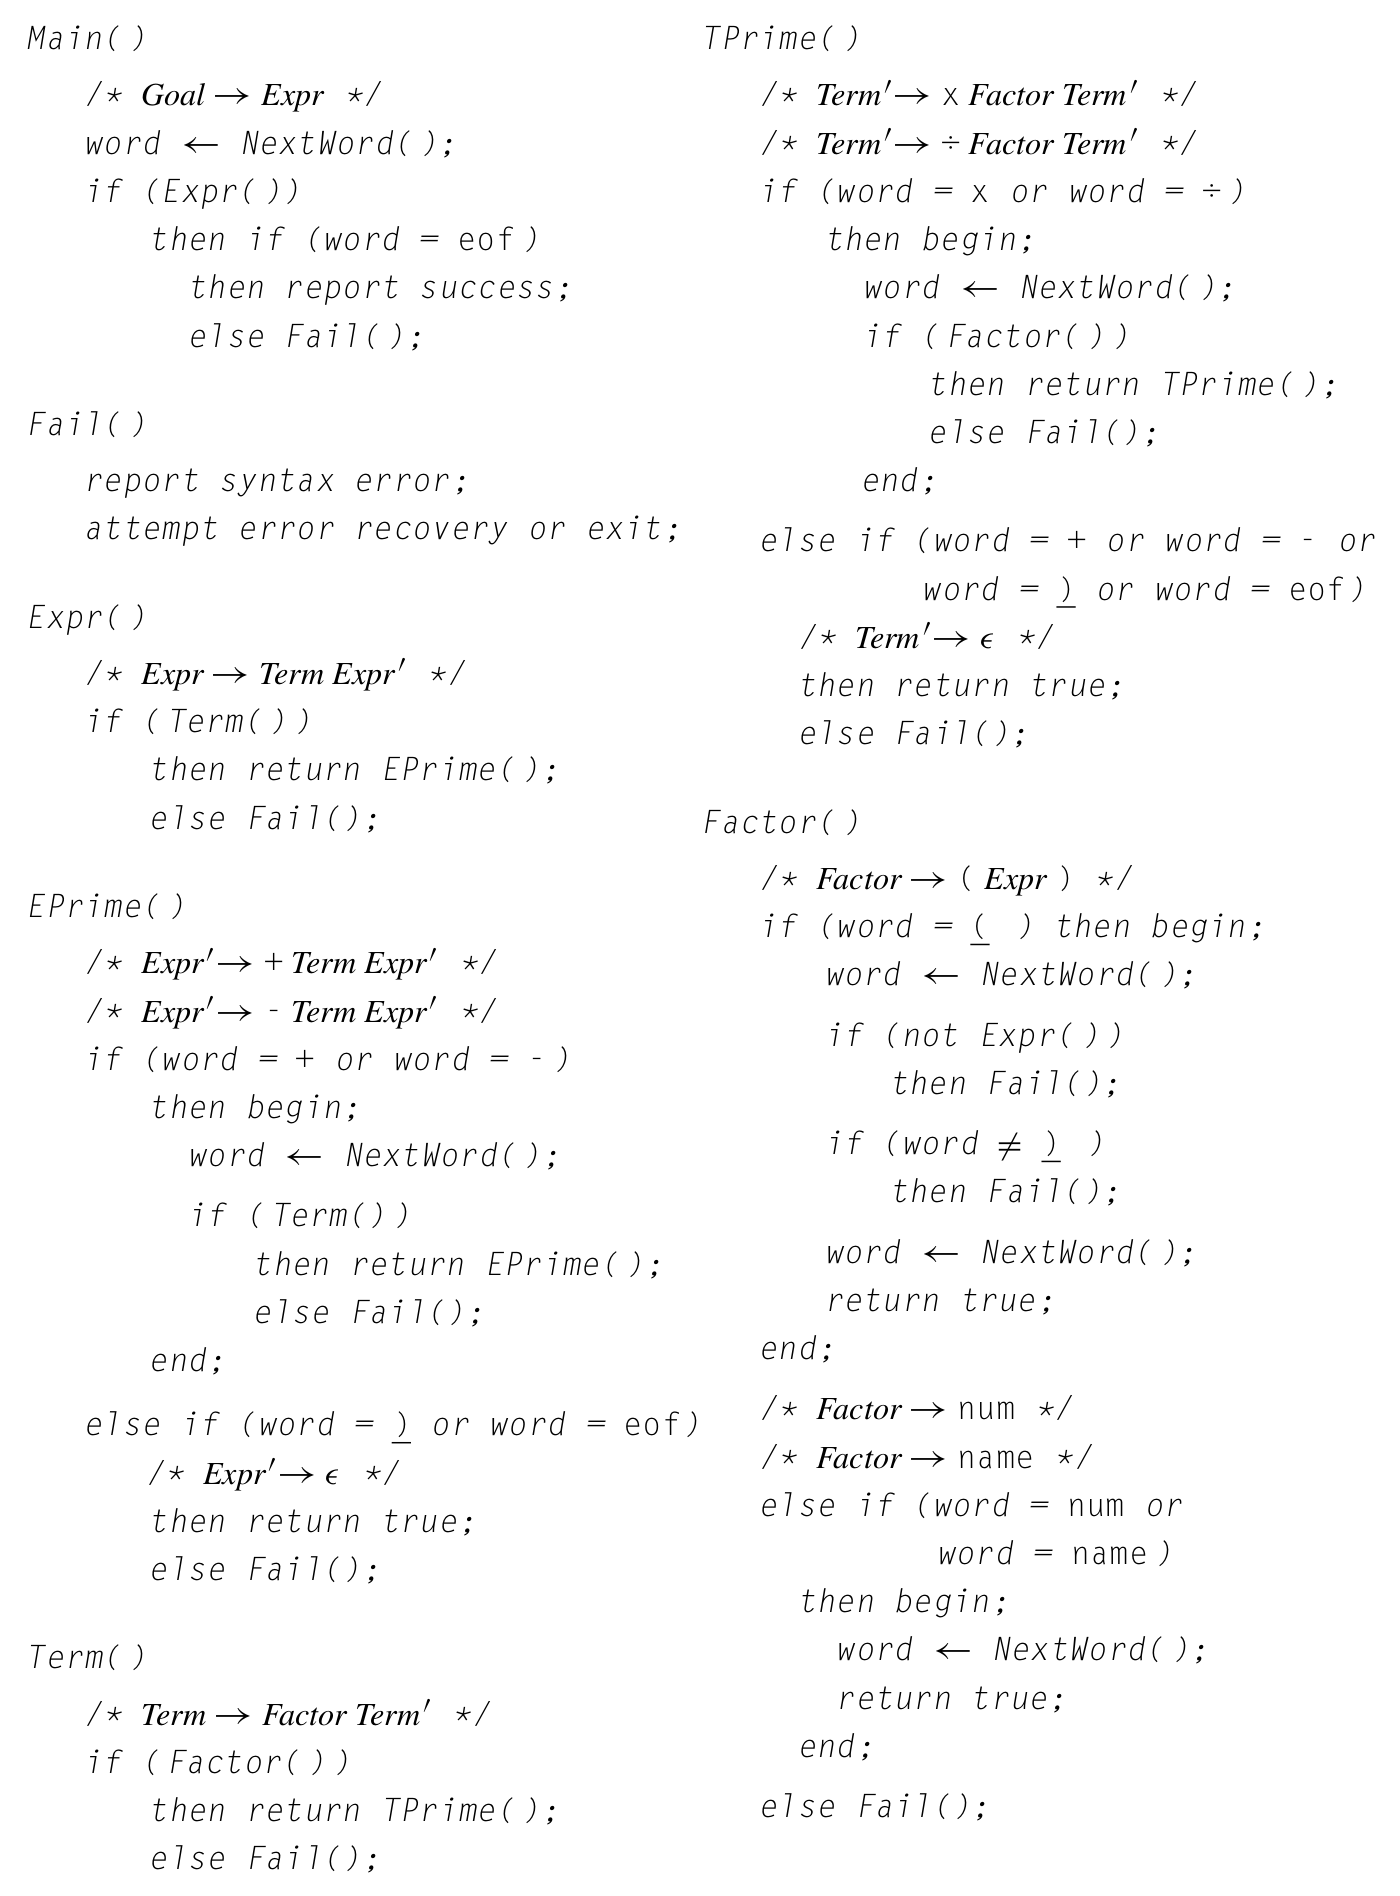 Main( )
/* Goal → Expr */
word ← NextWord( );
if (Expr( ))
then if (word = eof )
then report success;
else Fail( );
Fail( )
report syntax error;
attempt error recovery or exit;
Expr( )
/* Expr → Term Expr′ */
if ( Term( ) )
then return EPrime( );
else Fail();
EPrime( )
/* Expr′ → + Term Expr′ */
/* Expr′ → - Term Expr′ */
if (word = + or word = - )
then begin;
word ← NextWord( );
if ( Term() )
then return EPrime( );
else Fail();
end;
else if (word = ) or word = eof)
/* Expr′ → ϵ */
then return true;
else Fail();
Term( )
/* Term → Factor Term′ */
if ( Factor( ) )
then return TPrime( );
else Fail();
TPrime( )
/* Term′ → x Factor Term′ */
/* Term′ → ÷ Factor Term′ */
if (word = x or word = ÷ )
then begin;
word ← NextWord( );
if ( Factor( ) )
then return TPrime( );
else Fail();
end;
else if (word = + or word = - or
word = ) or word = eof)
/* Term′ → ϵ */
then return true;
else Fail();
Factor( )
/* Factor → ( Expr ) */
if (word = ( ) then begin;
word ← NextWord( );
if (not Expr( ))
then Fail();
if (word ≠ ) )
then Fail();
word ← NextWord( );
return true;
end;
/* Factor → num */
/* Factor → name */
else if (word = num or
word = name )
then begin;
word ← NextWord( );
return true;
end;
else Fail();